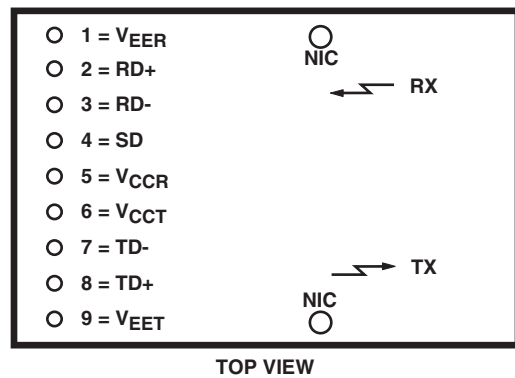 1 = VEER
NIC
2 = RD+
RX
3 = RD-
4 = SD
5 = VCCR
6 = VCCT
7 = TD-
TX
8 = TD+
NIC
9 = VEET
TOP VIEW